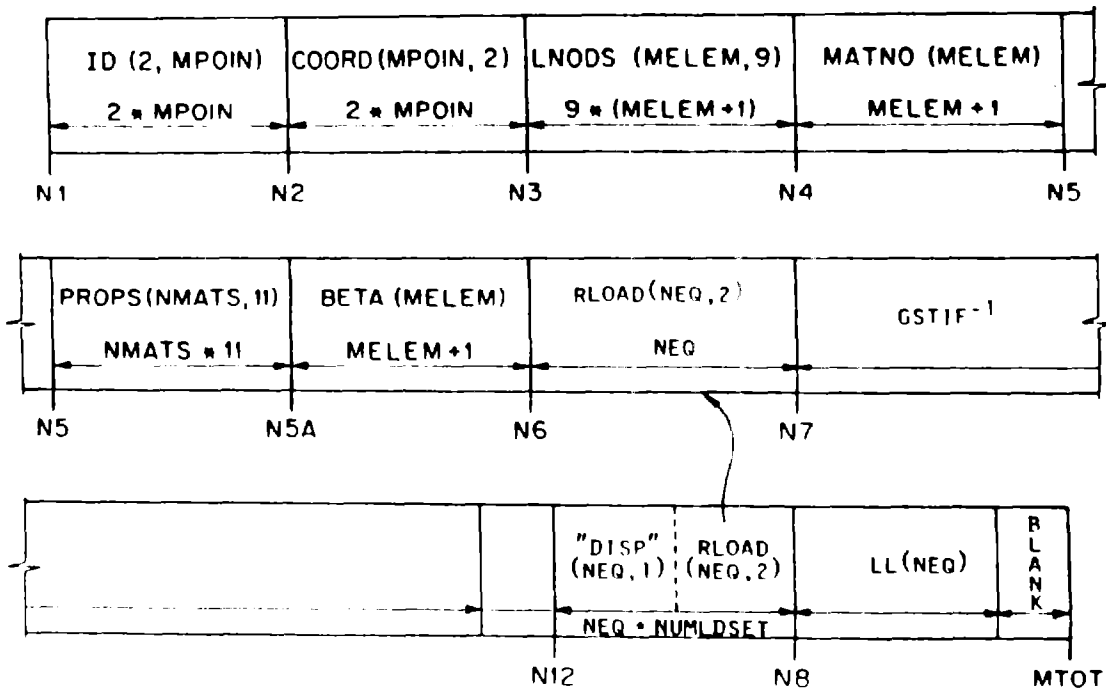 ID (2, MPOIN) COORD (MPOIN, 2) LNODS (MELEM, 9) MATNO (MELEM)
2 * MPOIN 2 * MPOIN 9 * (MELEM +1) MELEM +1
N1 N2 N3 N4 N5
PROPS (NMATS, 11) BETA (MELEM) RLOAD (NEQ, 2) GSTIF-1
NMATS * 11 MELEM +1 NEQ
N5 N5A N6 N7
"DISP" (NEQ, 1) RLOAD (NEQ, 2) LL (NEQ) BLANK
NEQ * NUMLDSET
N12 N8 MTOT